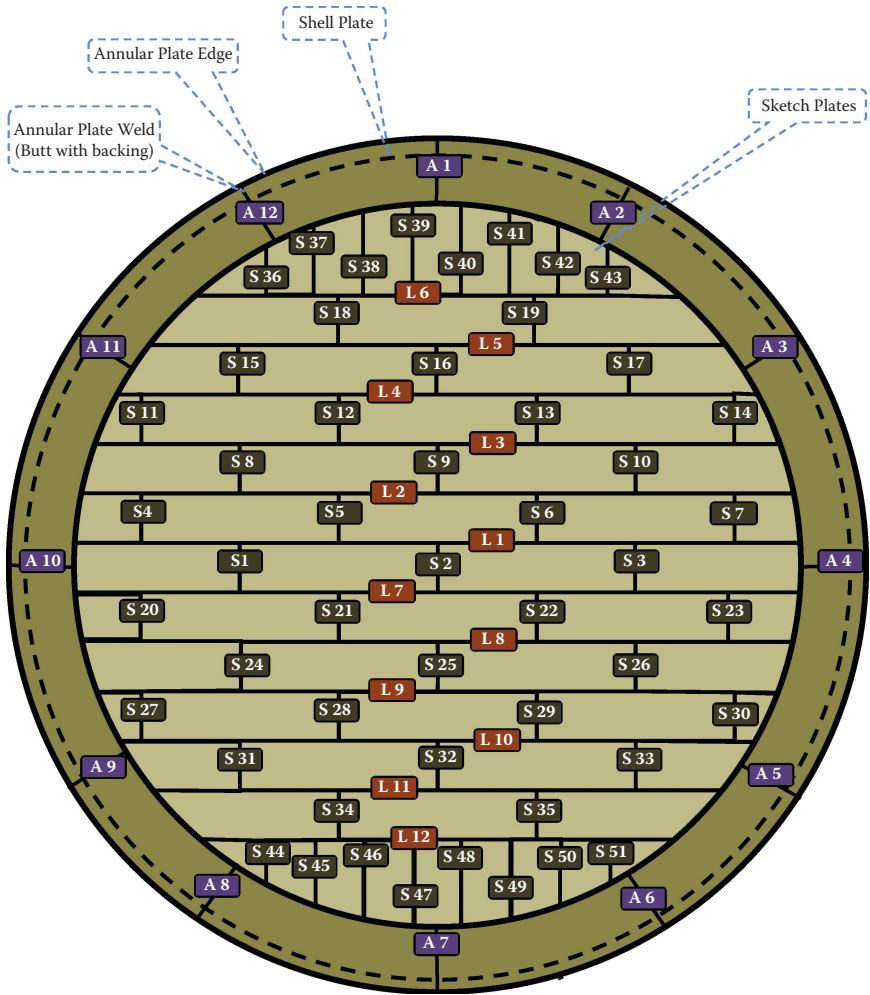 Shell Plate
Annular Plate Edge
Sketch Plates
Annular Plate Weld
(Butt with backing)
A 1
A 12
A 2
S 39
S 41
S 37
S 40
S 42
S 38
S 36
S 43
L 6
S 18
S 19
L 5
A 11
A 3
S 15
S 16
S 17
L 4
S 11
S 12
S 13
S 14
L 3
S 8
S 9
S 10
L 2
S4
S5
S 6
S 7
L 1
A 10
S1
S 2
S 3
A 4
L 7
S 20
S 21
S 22
S 23
L 8
S 24
S 25
S 26
L 9
S 27
S 28
S 29
S 30
L 10
S 31
S 32
S 33
A 9
A 5
L 11
S 34
S 35
L 12
S 44
S 45
S 46
S 48
S 50
S 51
A 8
S 47
S 49
A 6
A 7